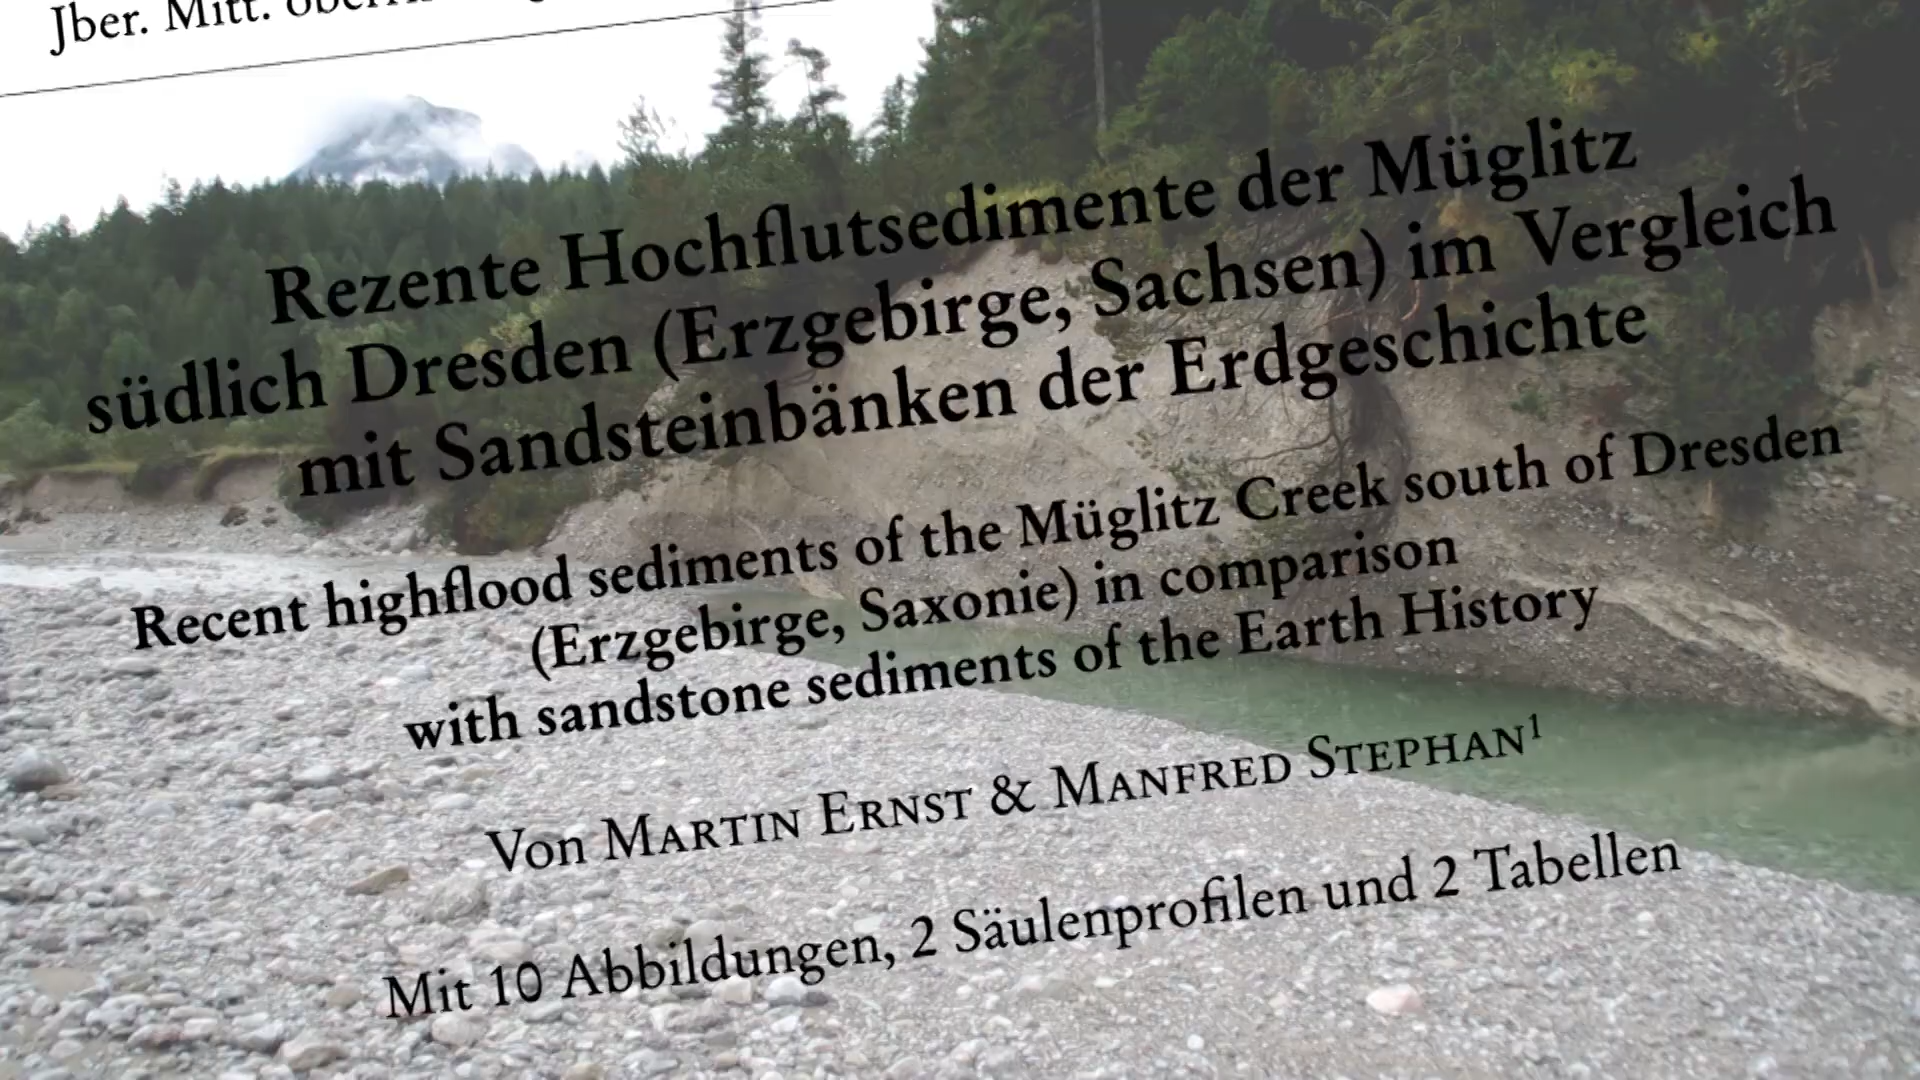 Jber. Mitt.
Rezente Hochflutsedimente der Müglitz
südlich Dresden (Erzgebirge, Sachsen) im Vergleich
mit Sandsteinbänken der Erdgeschichte
Recent highflood sediments of the Müglitz Creek south of Dresden
(Erzgebirge, Saxonie) in comparison
with sandstone sediments of the Earth History
Von Martin Ernst & Manfred Stephan¹
Mit 10 Abbildungen, 2 Säulenprofilen und 2 Tabellen